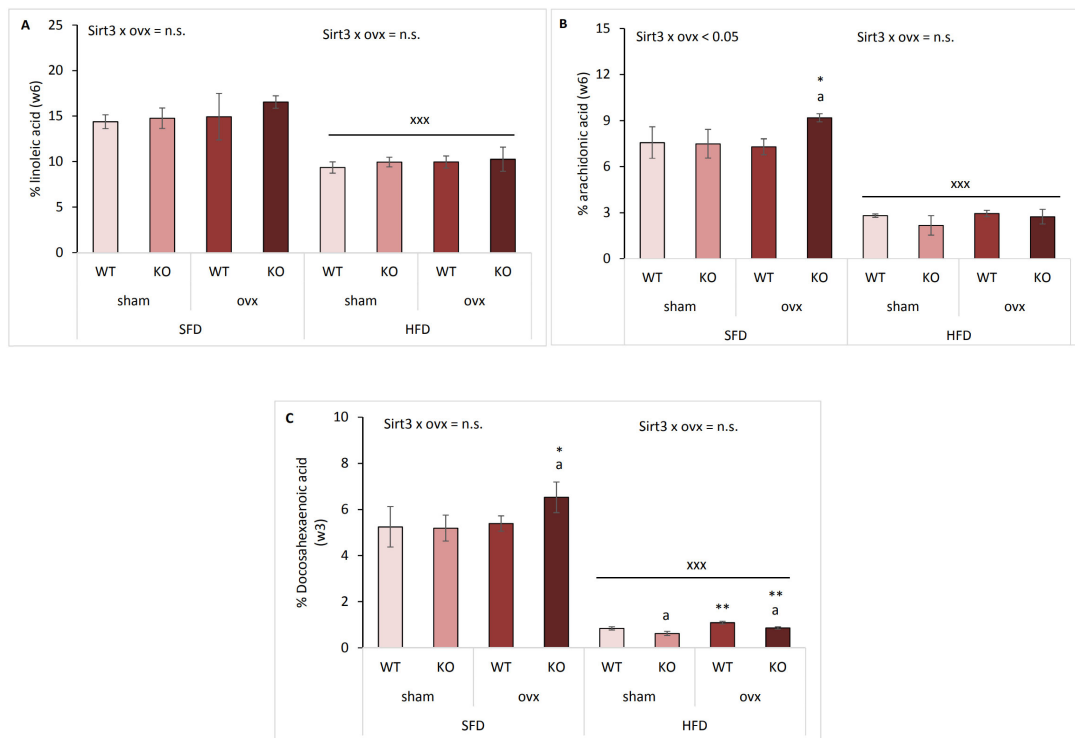 A
Sirt3 x ovx = n.s.
Sirt3 x ovx = n.s.
% linoleic acid (w6)
25
20
15
10
5
0
xxx
WT KO WT KO WT KO WT KO
sham ovx sham ovx
SFD HFD
B
Sirt3 x ovx < 0.05
Sirt3 x ovx = n.s.
% arachidonic acid (w6)
15
12
9
6
3
0
*
a
xxx
WT KO WT KO WT KO WT KO
sham ovx sham ovx
SFD HFD
C
Sirt3 x ovx = n.s.
Sirt3 x ovx = n.s.
% Docosahexaenoic acid
(w3)
10
8
6
4
2
0
*
a
xxx
a
**
**
a
WT KO WT KO WT KO WT KO
sham ovx sham ovx
SFD HFD